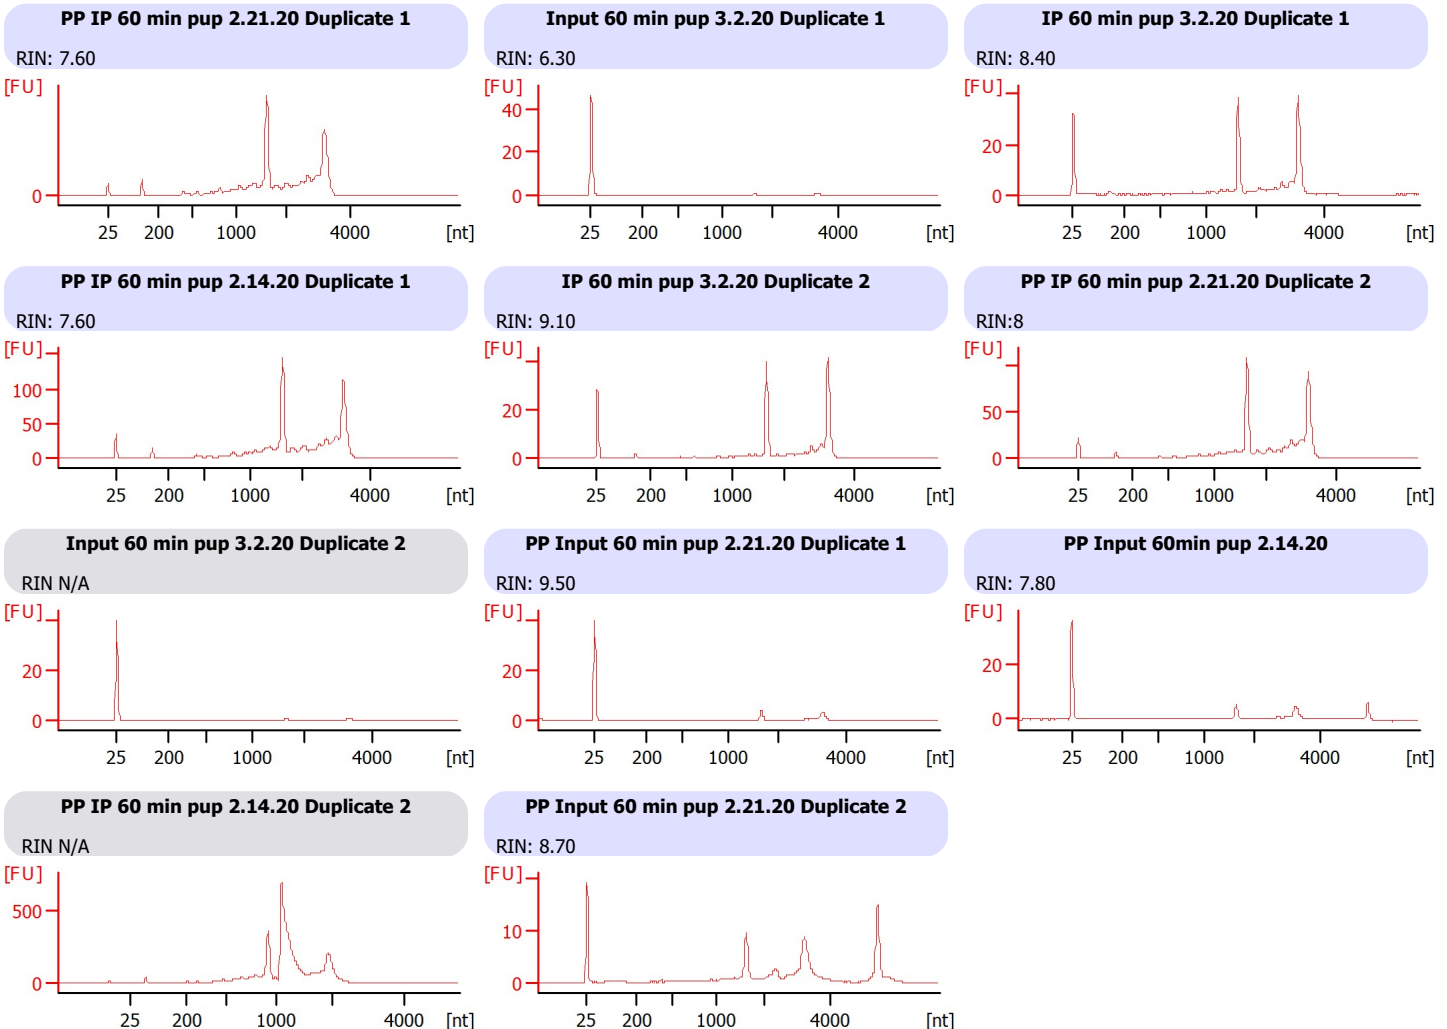 PP IP 60 min pup 2.21.20 Duplicate 1
RIN: 7.60
[FU]
0
25 200 1000 4000 [nt]
Input 60 min pup 3.2.20 Duplicate 1
RIN: 6.30
[FU]
40
20
0
25 200 1000 4000 [nt]
IP 60 min pup 3.2.20 Duplicate 1
RIN: 8.40
[FU]
20
0
25 200 1000 4000 [nt]
PP IP 60 min pup 2.14.20 Duplicate 1
RIN: 7.60
[FU]
100
50
0
25 200 1000 4000 [nt]
IP 60 min pup 3.2.20 Duplicate 2
RIN: 9.10
[FU]
20
0
25 200 1000 4000 [nt]
PP IP 60 min pup 2.21.20 Duplicate 2
RIN:8
[FU]
50
0
25 200 1000 4000 [nt]
Input 60 min pup 3.2.20 Duplicate 2
RIN N/A
[FU]
20
0
25 200 1000 4000 [nt]
PP Input 60 min pup 2.21.20 Duplicate 1
RIN: 9.50
[FU]
20
0
25 200 1000 4000 [nt]
PP Input 60min pup 2.14.20
RIN: 7.80
[FU]
20
0
25 200 1000 4000 [nt]
PP IP 60 min pup 2.14.20 Duplicate 2
RIN N/A
[FU]
500
0
25 200 1000 4000 [nt]
PP Input 60 min pup 2.21.20 Duplicate 2
RIN: 8.70
[FU]
10
0
25 200 1000 4000 [nt]